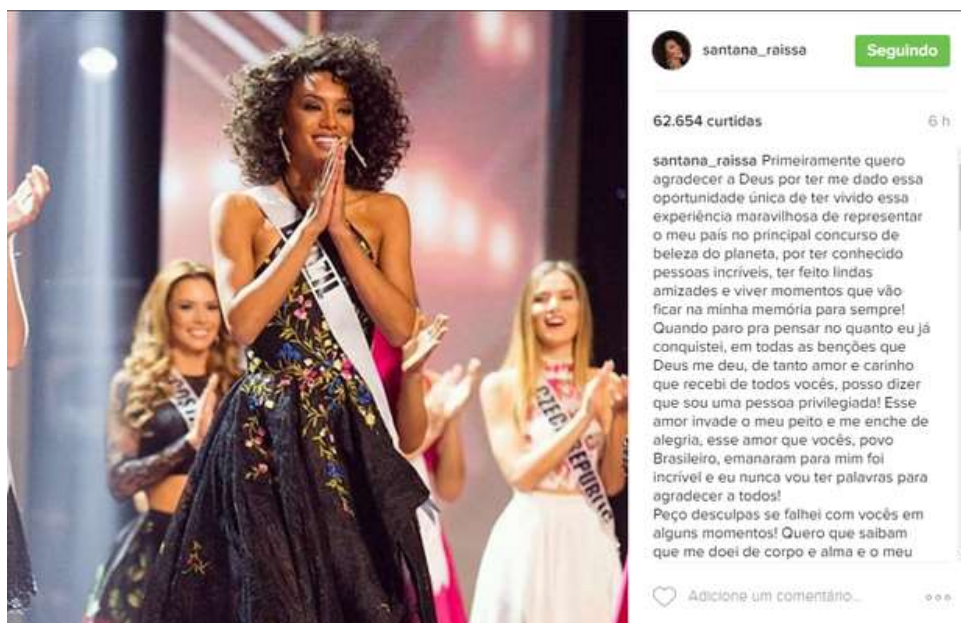 santana_raissa
Seguindo
62.654 curtidas
6 h
santana_raissa Primeiramente quero
agradecer a Deus por ter me dado essa
oportunidade única de ter vivido essa
experiência maravilhosa de representar
o meu país no principal concurso de
beleza do planeta, por ter conhecido
pessoas incríveis, ter feito lindas
amizades e viver momentos que vão
ficar na minha memória para sempre!
Quando paro pra pensar no quanto eu já
conquistei, em todas as benções que
Deus me deu, de tanto amor e carinho
que recebi de todos vocês, posso dizer
que sou uma pessoa privilegiada! Esse
amor invade o meu peito e me enche de
alegria, esse amor que vocês, povo
Brasileiro, emanaram para mim foi
incrível e eu nunca vou ter palavras para
agradecer a todos!
Peço desculpas se falhei com vocês em
alguns momentos! Quero que saibam
que me doei de corpo e alma e o meu
Adicione um comentário...
CZECH REPUBLIC